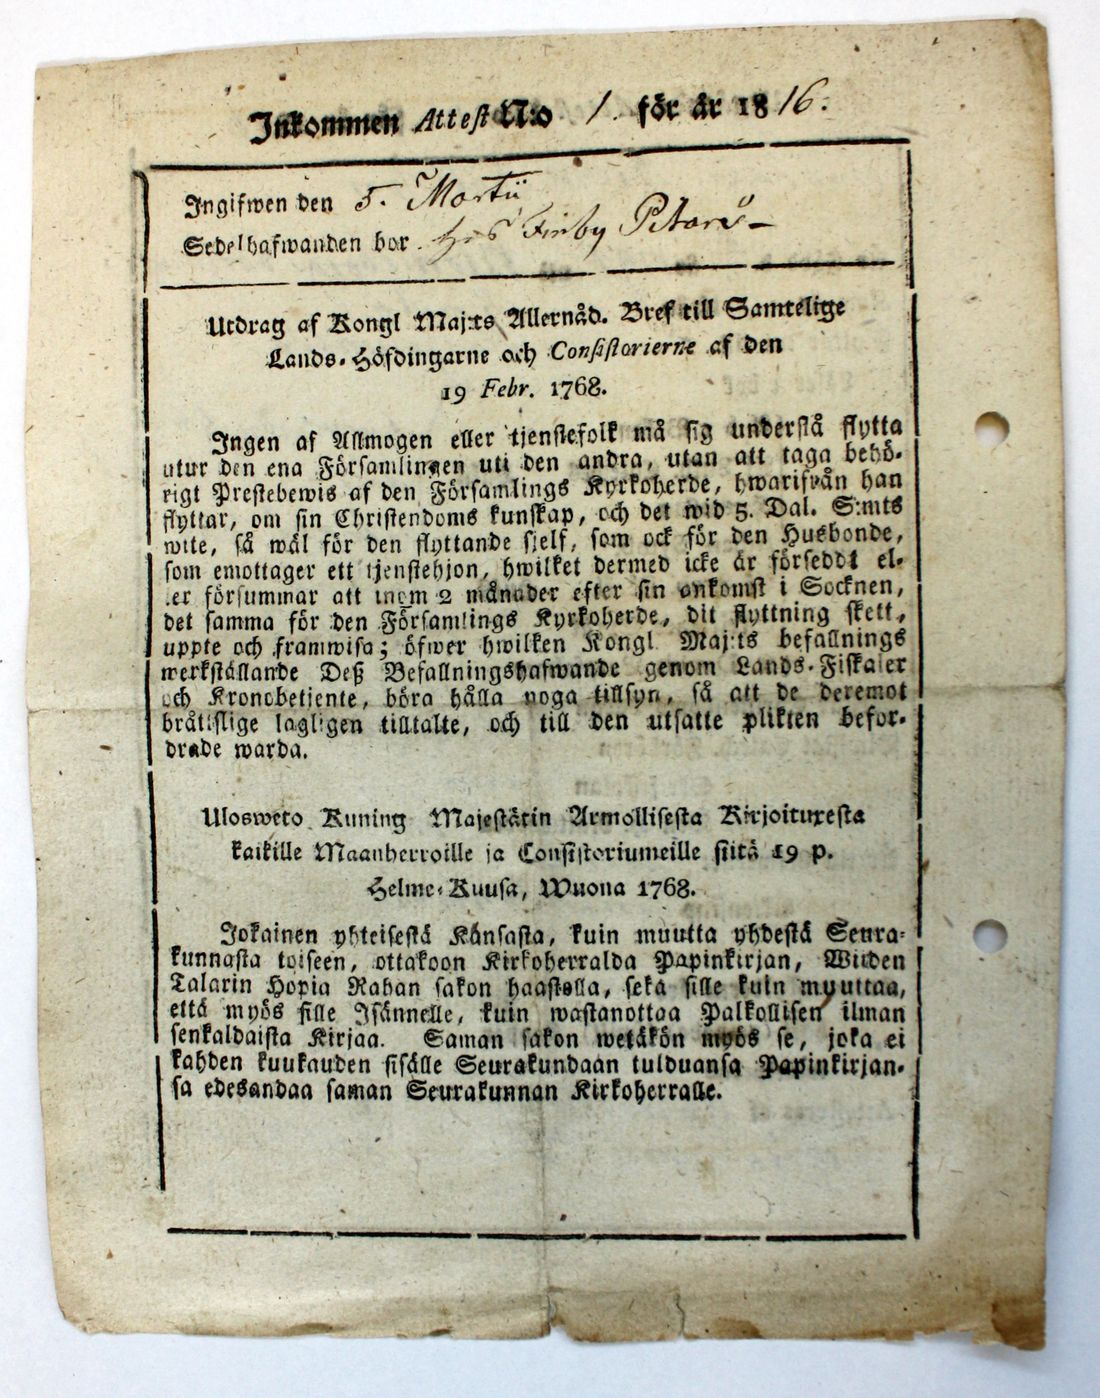 Inkommen Attest N:o 1. för år 1816.
Ingifwen den 5. Martii
Sedelhafwanden bor hos Finby Petars
Utdrag af Kongl Maj:ts Allernåd. Bref till Samtelige
Lands-Höfdingarne och Consistorierne af den
19 Febr. 1768.
Ingen af Allmogen eller tjenstefolk må sig understå flytta
utur den ena Församlingen uti den andra, utan att taga behö-
rigt Prestebewis af den Församlings Kyrkoherde, hwarifrån han
flyttar, om sin Christendoms kunskap, och det wid 5. Dal. S:mts
wite, så wäl för den flyttande sjelf, som ock för den Husbonde,
som emottager ett tjenstehjon, hwilket dermed icke är förseddt el-
ler försummar att inom 2 månader efter sin ankomst i Socknen,
det samma för den Församlings Kyrkoherde, dit flyttning skett,
uppte och framwisa; öfwer hwilken Kongl Maj:ts befallnings
werkställande Deß Befallningshafwande genom Lands-Fiskaler
och Kronobetjente, böra hålla noga tillsyn, så att de deremot
bråtislige lagligen tilltalte, och till den utsatte plikten befor-
drade warda.
Ulosweto Kuning Majestätin Armollisesta Kirjoituxesta
kaikille Maanherroille ja Consistoriumeille siitä 19 p.
Helme-Kuusa, Wuona 1768.
Jokainen yhteisestä Kansasta, kuin muutta yhdestä Seura-
kunnasta toiseen, ottakoon Kirkoherralda Papinkirjan, Wiiden
Talarin Hopia Rahan sakon haastolla, sekä sille kuin myuttaa,
että myös sille Isännelle, kuin wastanottaa Palkollisen ilman
senkaldaista Kirjaa. Saman sakon wetäkön myös se, joka ei
kahden kuukauden sisälle Seurakundaan tulduansa Papinkirjan-
sa edesandaa saman Seurakunnan Kirkoherralle.